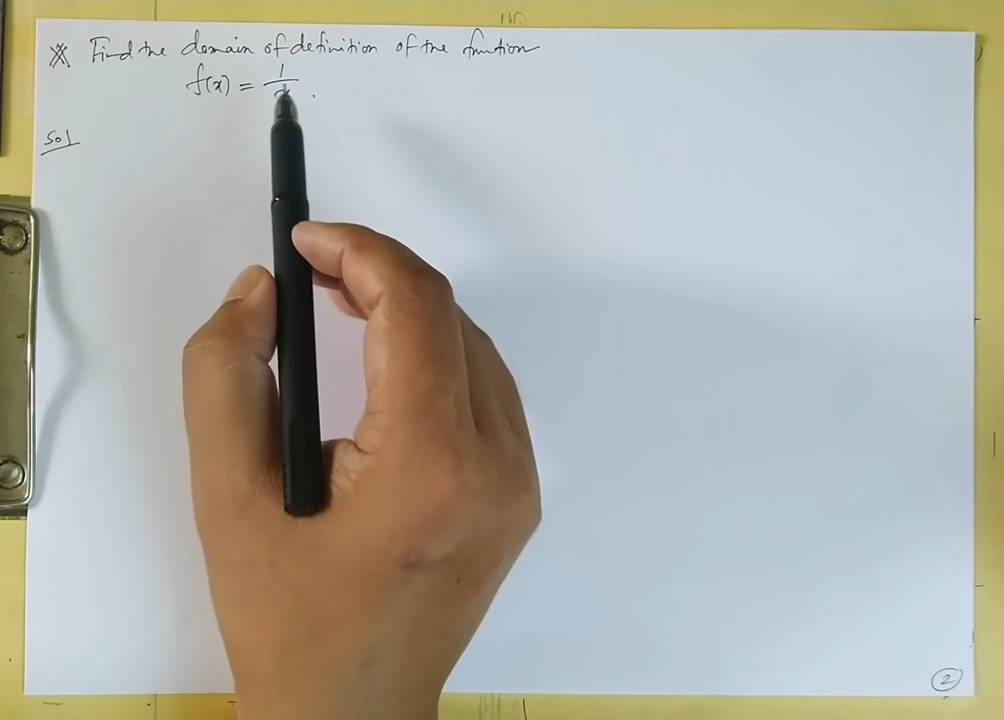 ※ Find the domain of definition of the function
f(x) = 1/x .
Sol
2